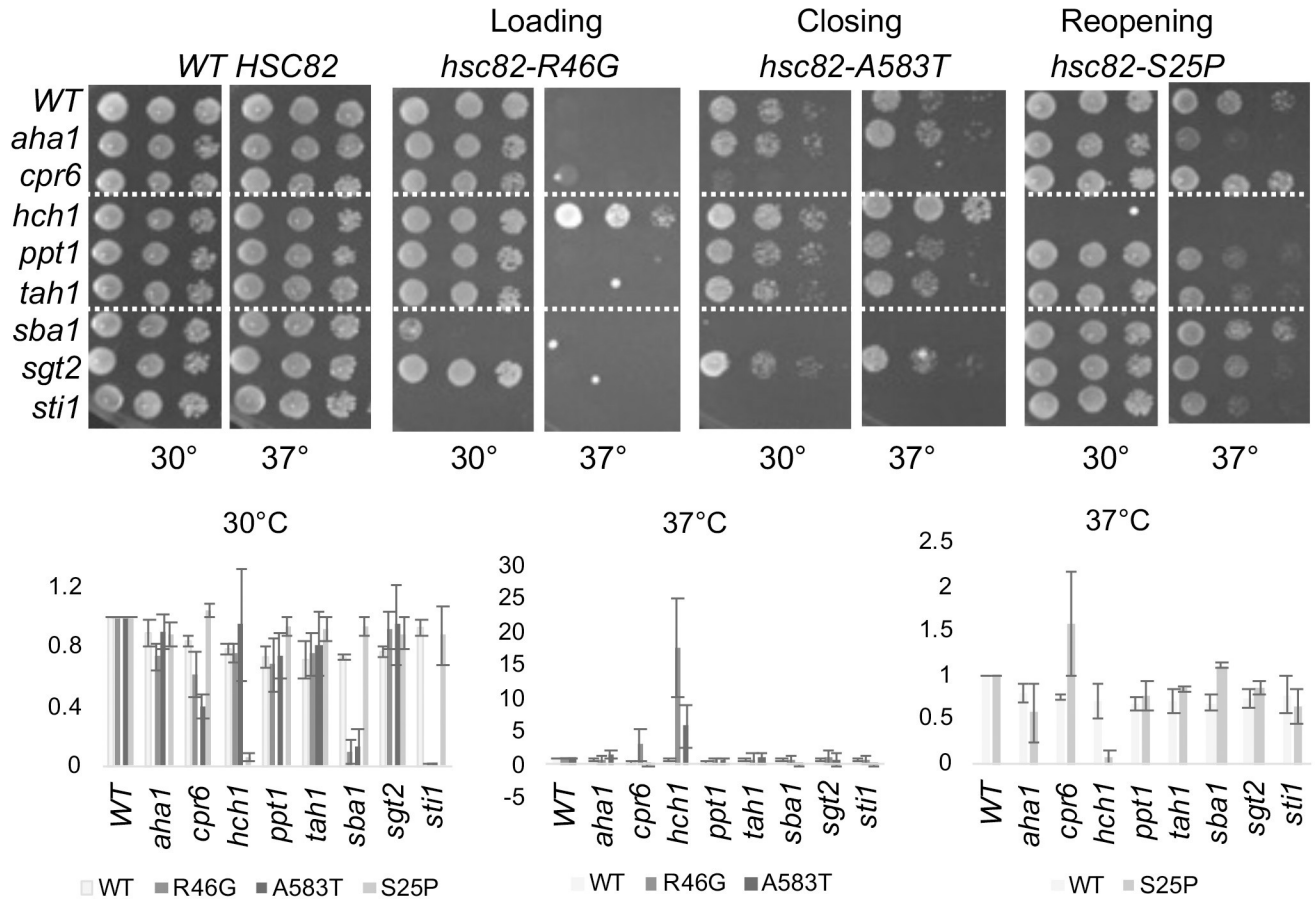 Loading Closing Reopening
WT HSC82 hsc82-R46G hsc82-A583T hsc82-S25P
WT
aha1
cpr6
hch1
ppt1
tah1
sba1
sgt2
sti1
30° 37° 30° 37° 30° 37° 30° 37°
30°C
1.2
0.8
0.4
0
WT aha1 cpr6 hch1 ppt1 tah1 sba1 sgt2 sti1
WT R46G A583T S25P
37°C
30
25
20
15
10
5
0
-5
WT aha1 cpr6 hch1 ppt1 tah1 sba1 sgt2 sti1
WT R46G A583T
37°C
2.5
2
1.5
1
0.5
0
WT aha1 cpr6 hch1 ppt1 tah1 sba1 sgt2 sti1
WT S25P